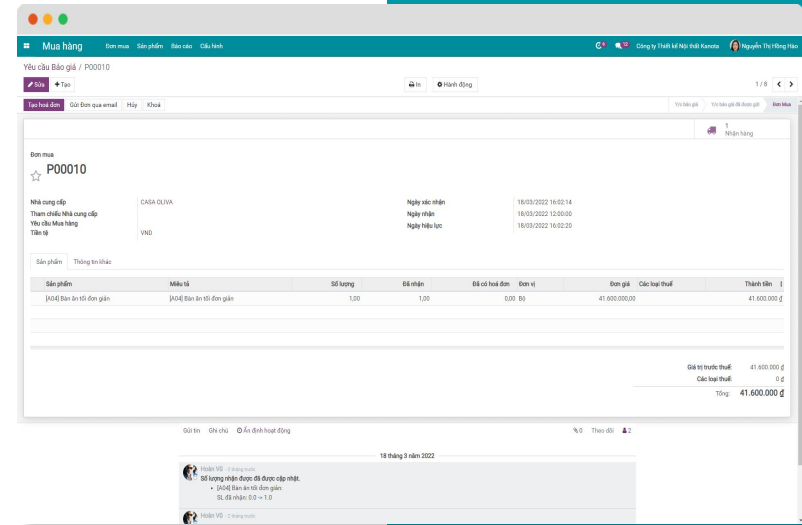 Mua hàng Đơn mua Sản phẩm Báo cáo Cấu hình 12 Công ty Thiết kế Nội thất Kanota Nguyễn Thị Hồng Hào
Yêu cầu Báo giá / P00010
Sửa + Tạo In Hành động 1 / 8
Tạo hoá đơn Gửi Đơn qua email Hủy Khoá Y/c báo giá Y/c báo giá đã được gửi Đơn Mua
1
Nhận hàng
Đơn mua
P00010
Nhà cung cấp CASA OLIVA Ngày xác nhận 18/03/2022 16:02:14
Tham chiếu Nhà cung cấp Ngày nhận 18/03/2022 12:00:00
Yêu cầu Mua hàng Ngày hiệu lực 18/03/2022 16:02:20
Tiền tệ VND
Sản phẩm Thông tin khác
Sản phẩm Miêu tả Số lượng Đã nhận Đã có hoá đơn Đơn vị Đơn giá Các loại thuế Thành tiền
[A04] Bàn ăn tối đơn giản [A04] Bàn ăn tối đơn giản 1,00 1,00 0,00 Bộ 41.600.000,00 41.600.000 ₫
Giá trị trước thuế: 41.600.000 ₫
Các loại thuế: 0 ₫
Tổng: 41.600.000 ₫
Gửi tin Ghi chú Ấn định hoạt động 0 Theo dõi 2
18 tháng 3 năm 2022
Hoàn Vũ
Số lượng nhận được đã được cập nhật.
• [A04] Bàn ăn tối đơn giản:
SL đã nhận: 0.0 → 1.0
Hoàn Vũ